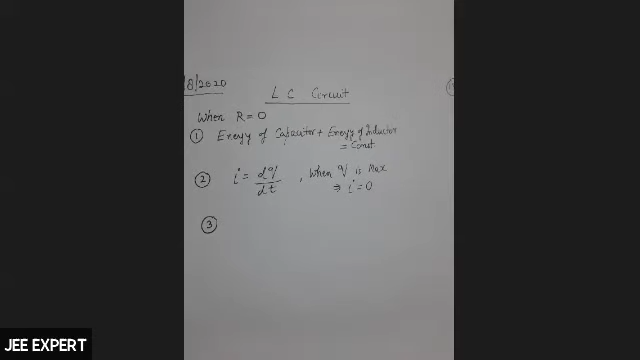 /8/2020
L C Circuit
When R = 0
① Energy of Capacitor + Energy of Inductor
= Const
② i = dq/dt , When q is Max
⇒ i = 0
③
JEE EXPERT